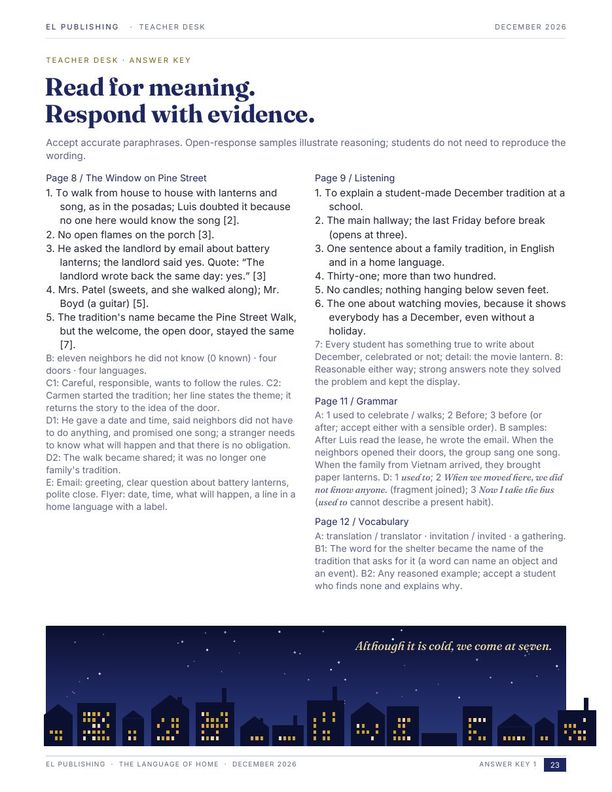 EL PUBLISHING · TEACHER DESK
DECEMBER 2026
TEACHER DESK · ANSWER KEY
Read for meaning.
Respond with evidence.
Accept accurate paraphrases. Open-response samples illustrate reasoning; students do not need to reproduce the
wording.
Page 8 / The Window on Pine Street
1. To walk from house to house with lanterns and
song, as in the posadas; Luis doubted it because
no one here would know the song [2].
2. No open flames on the porch [3].
3. He asked the landlord by email about battery
lanterns; the landlord said yes. Quote: “The
landlord wrote back the same day: yes.” [3]
4. Mrs. Patel (sweets, and she walked along); Mr.
Boyd (a guitar) [5].
5. The tradition's name became the Pine Street Walk,
but the welcome, the open door, stayed the same
[7].
B: eleven neighbors he did not know (0 known) · four
doors · four languages.
C1: Careful, responsible, wants to follow the rules. C2:
Carmen started the tradition; her line states the theme; it
returns the story to the idea of the door.
D1: He gave a date and time, said neighbors did not have
to do anything, and promised one song; a stranger needs
to know what will happen and that there is no obligation.
D2: The walk became shared; it was no longer one
family's tradition.
E: Email: greeting, clear question about battery lanterns,
polite close. Flyer: date, time, what will happen, a line in a
home language with a label.
Page 9 / Listening
1. To explain a student-made December tradition at a
school.
2. The main hallway; the last Friday before break
(opens at three).
3. One sentence about a family tradition, in English
and in a home language.
4. Thirty-one; more than two hundred.
5. No candles; nothing hanging below seven feet.
6. The one about watching movies, because it shows
everybody has a December, even without a
holiday.
7: Every student has something true to write about
December, celebrated or not; detail: the movie lantern. 8:
Reasonable either way; strong answers note they solved
the problem and kept the display.
Page 11 / Grammar
A: 1 used to celebrate / walks; 2 Before; 3 before (or
after; accept either with a sensible order). B samples:
After Luis read the lease, he wrote the email. When the
neighbors opened their doors, the group sang one song.
When the family from Vietnam arrived, they brought
paper lanterns. D: 1 used to; 2 When we moved here, we did
not know anyone. (fragment joined); 3 Now I take the bus
(used to cannot describe a present habit).
Page 12 / Vocabulary
A: translation / translator · invitation / invited · a gathering.
B1: The word for the shelter became the name of the
tradition that asks for it (a word can name an object and
an event). B2: Any reasoned example; accept a student
who finds none and explains why.
Although it is cold, we come at seven.
EL PUBLISHING · THE LANGUAGE OF HOME · DECEMBER 2026
ANSWER KEY 1 23